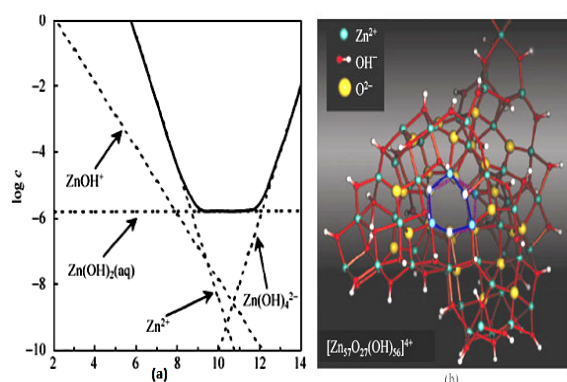 (a)
0
−2
−4
−6
−8
−10
log c
ZnOH⁺
Zn(OH)₂(aq)
Zn²⁺
Zn(OH)₄²⁻
2 4 6 8 10 12 14
(a)
(b)
Zn²⁺
OH⁻
O²⁻
[Zn₅₇O₂₇(OH)₅₆]⁴⁺
(b)